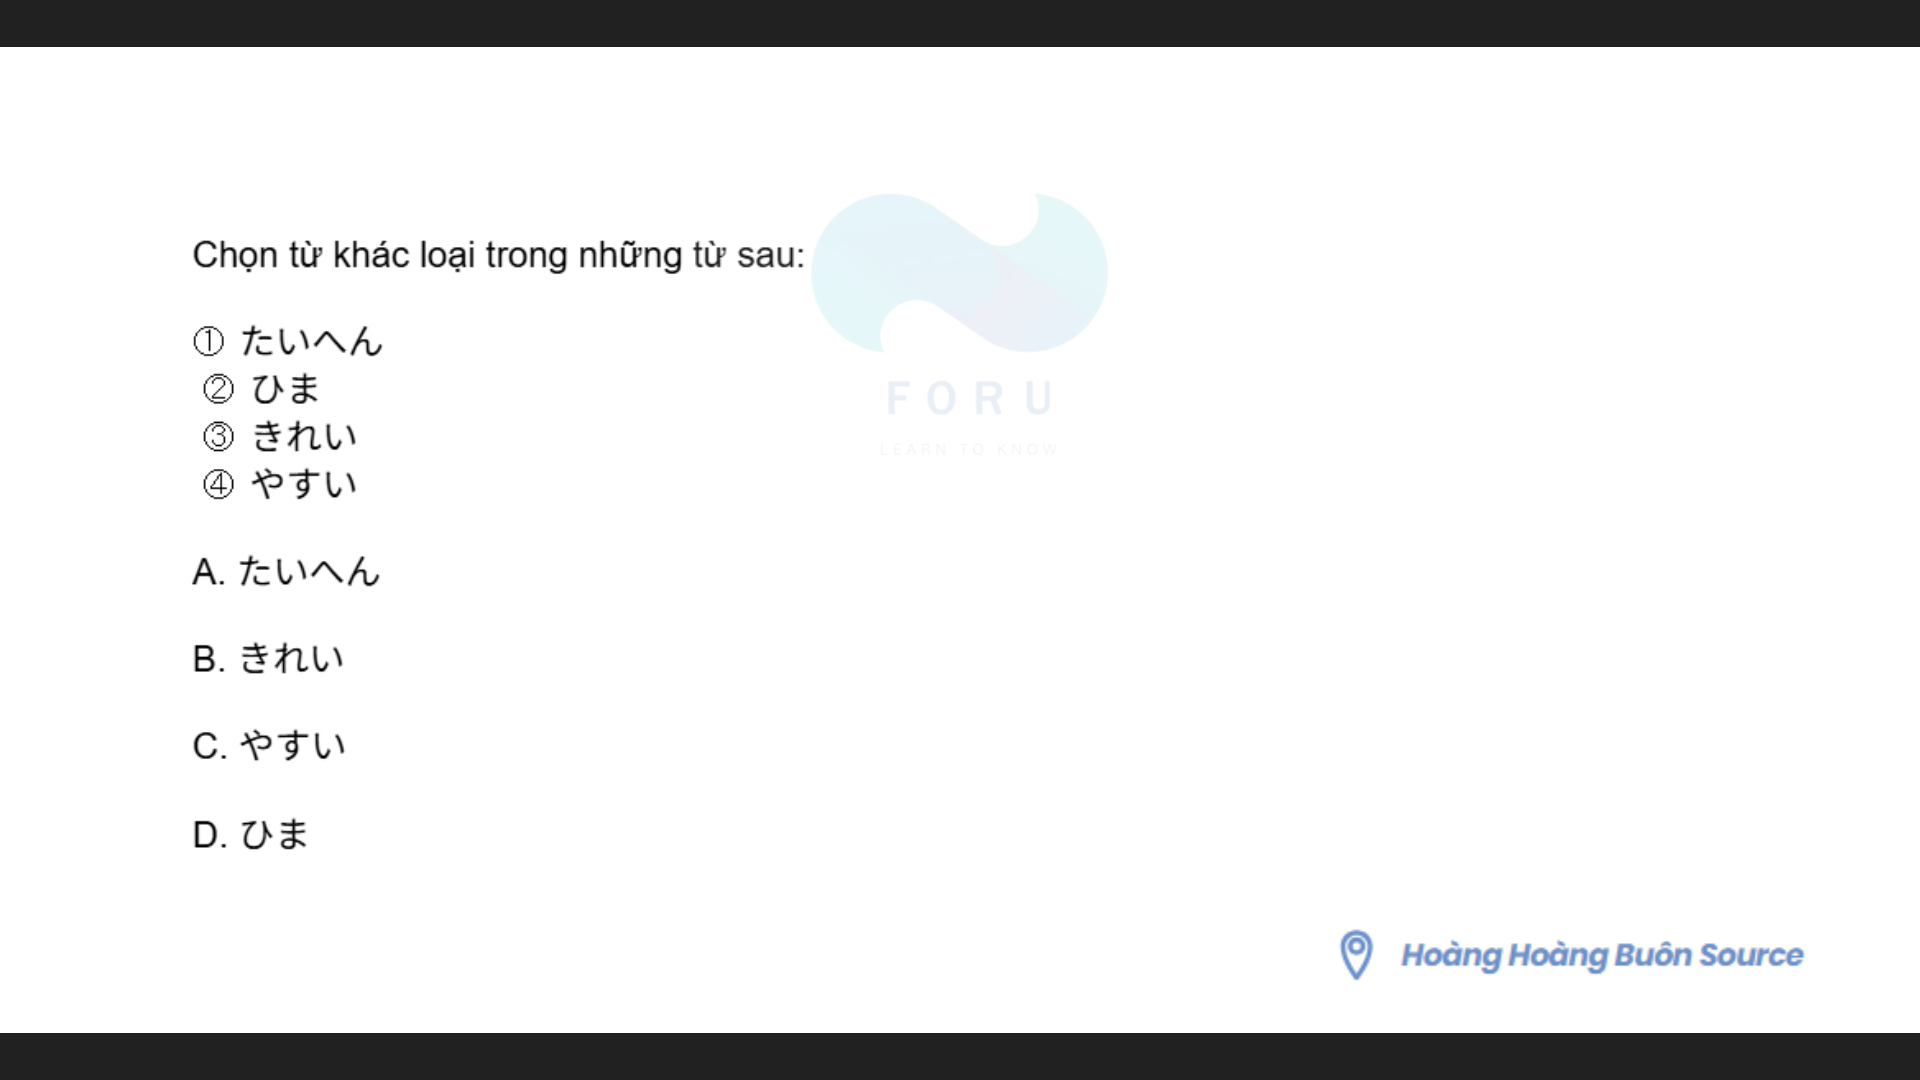 Chọn từ khác loại trong những từ sau:
① たいへん
② ひま
③ きれい
④ やすい
A. たいへん
B. きれい
C. やすい
D. ひま
FORU
LEARN TO KNOW
Hoàng Hoàng Buôn Source